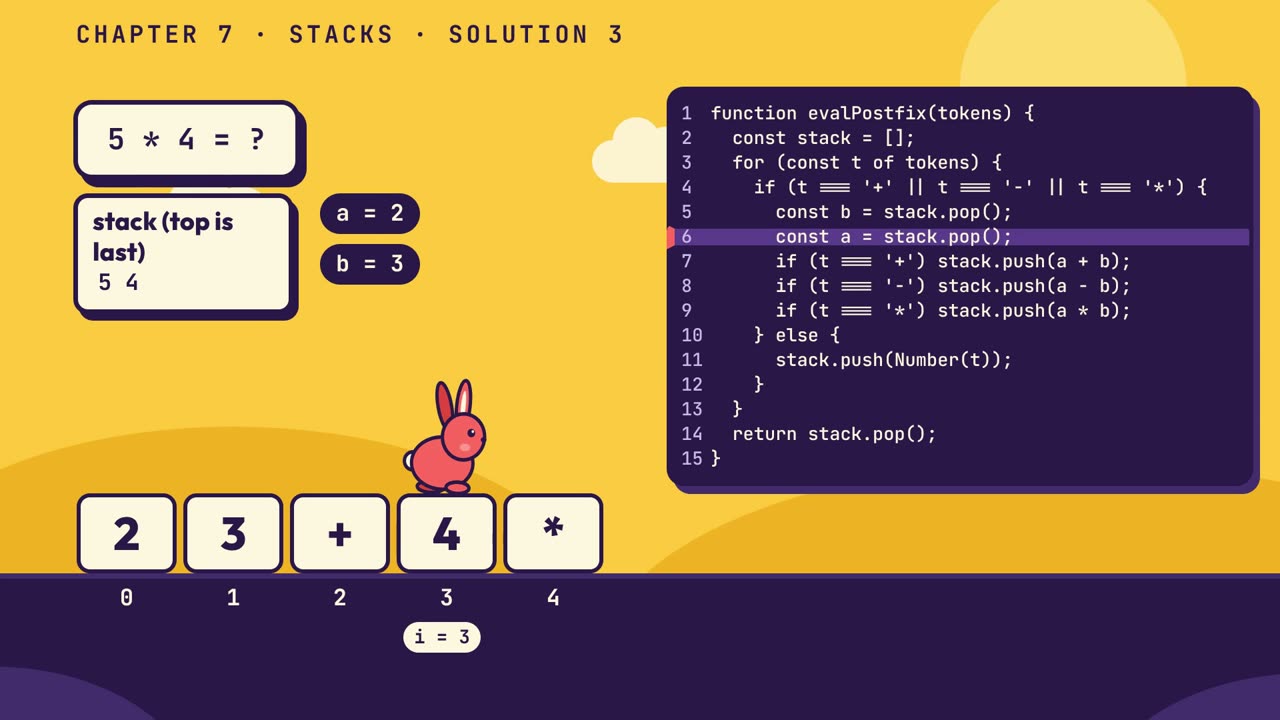 CHAPTER 7 · STACKS · SOLUTION 3
5 * 4 = ?
stack (top is
last)
5 4
a = 2
b = 3
1 function evalPostfix(tokens) {
2   const stack = [];
3   for (const t of tokens) {
4     if (t === '+' || t === '-' || t === '*') {
5       const b = stack.pop();
6       const a = stack.pop();
7       if (t === '+') stack.push(a + b);
8       if (t === '-') stack.push(a - b);
9       if (t === '*') stack.push(a * b);
10     } else {
11       stack.push(Number(t));
12     }
13   }
14   return stack.pop();
15 }
2 3 + 4 *
0 1 2 3 4
i = 3